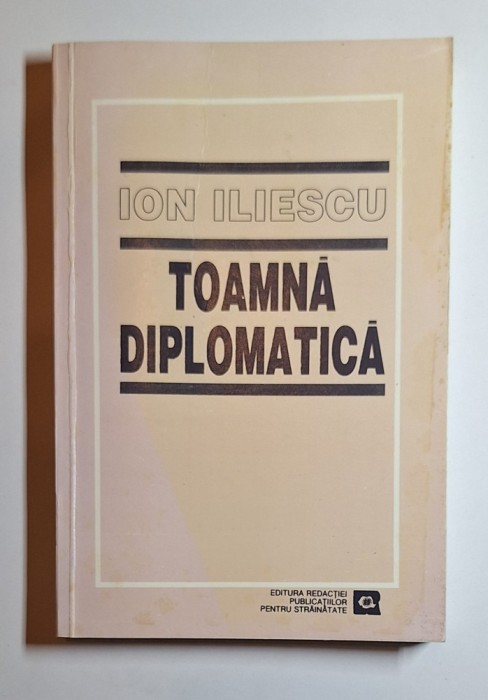 ION ILIESCU
TOAMNĂ
DIPLOMATICĂ
EDITURA REDACȚIEI
PUBLICAȚIILOR
PENTRU STRĂINĂTATE